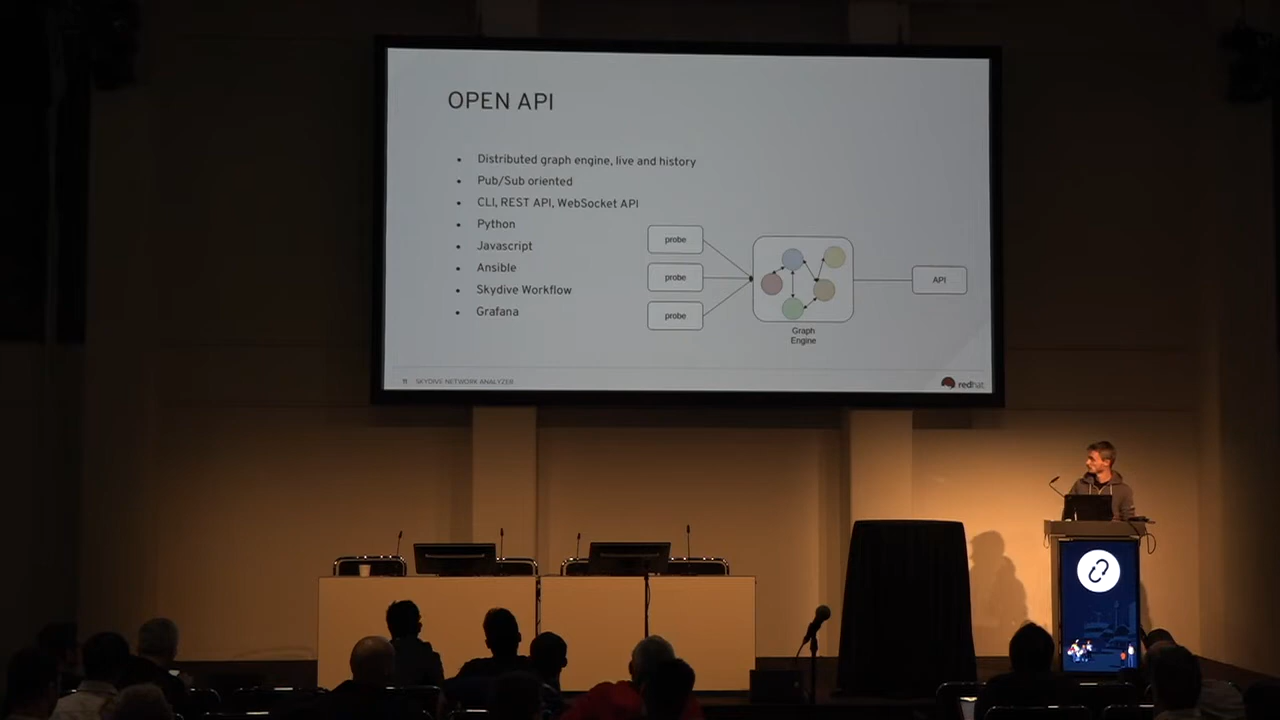 OPEN API
Distributed graph engine, live and history
Pub/Sub oriented
CLI, REST API, WebSocket API
Python
Javascript
Ansible
Skydive Workflow
Grafana
probe
probe
probe
Graph
Engine
API
11 SKYDIVE NETWORK ANALYZER
redhat